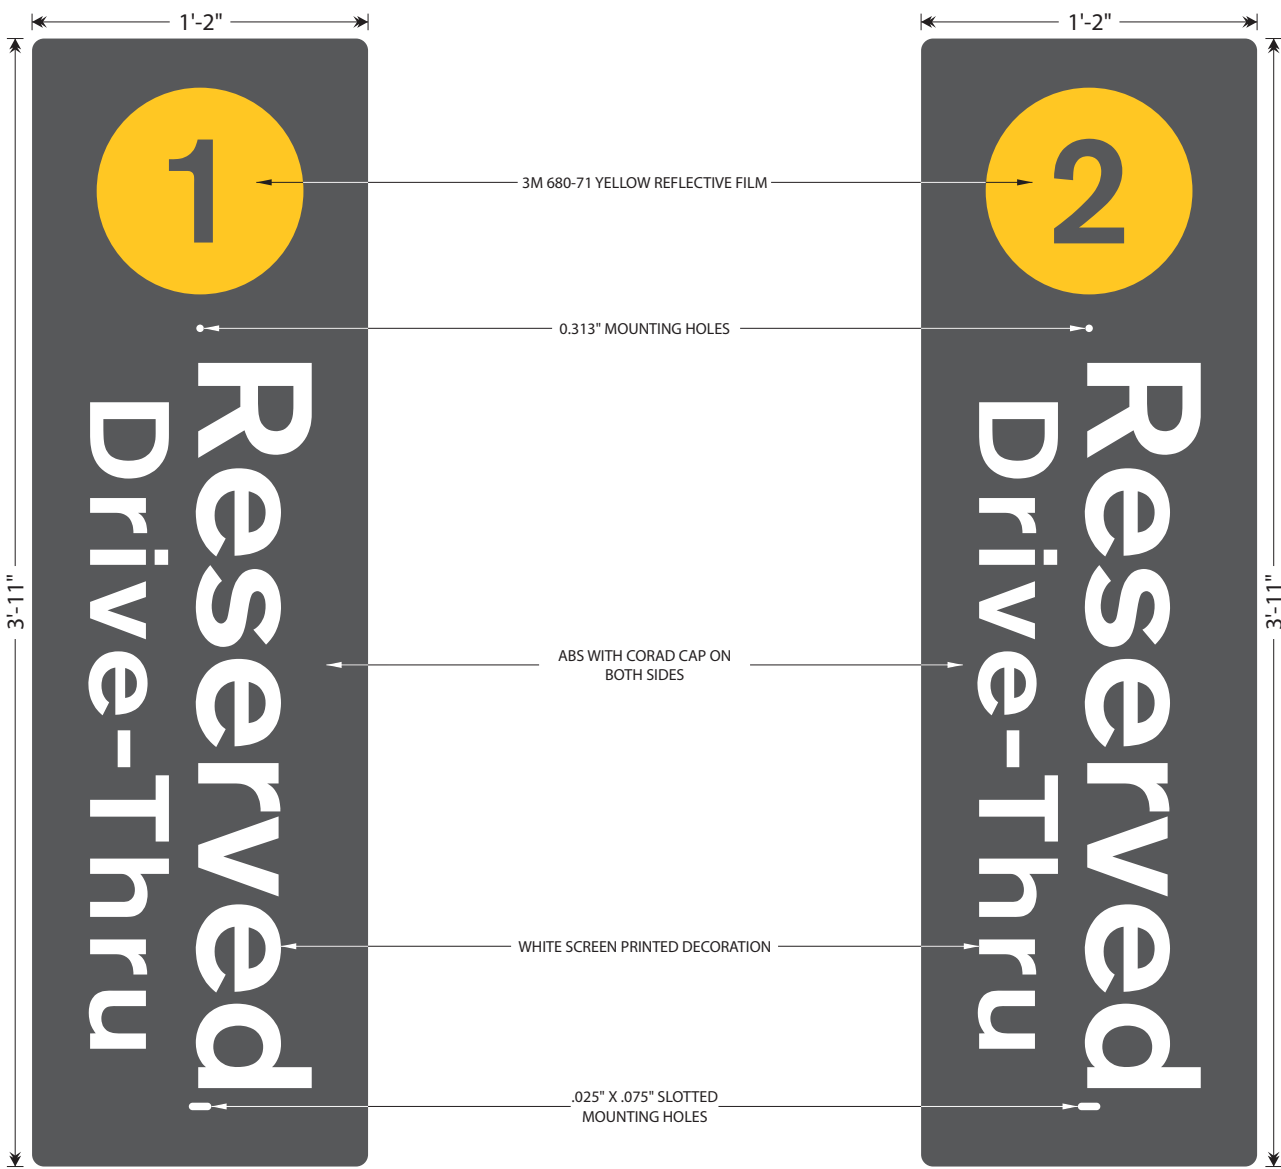 1'-2"
1'-2"
1
2
3M 680-71 YELLOW REFLECTIVE FILM
0.313" MOUNTING HOLES
Reserved
Drive-Thru
Reserved
Drive-Thru
3'-11"
3'-11"
ABS WITH CORAD CAP ON
BOTH SIDES
WHITE SCREEN PRINTED DECORATION
.025" X .075" SLOTTED
MOUNTING HOLES